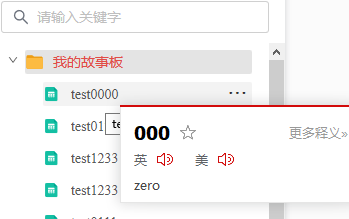 请输入关键字
我的故事板
test0000
test01
te
000
更多释义»
test1233
英 美
test1233
zero